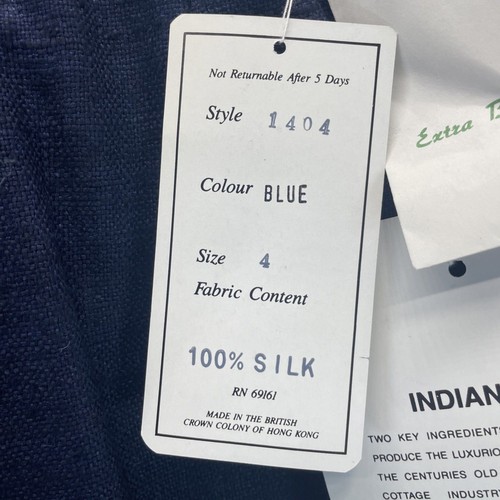 Not Returnable After 5 Days
Style 1404
Colour BLUE
Size 4
Fabric Content
100% SILK
RN 69161
MADE IN THE BRITISH
CROWN COLONY OF HONG KONG
Extra
INDIAN
TWO KEY INGREDIENT
PRODUCE THE LUXURIO
THE CENTURIES OLD
COTTAGE INDUSTR